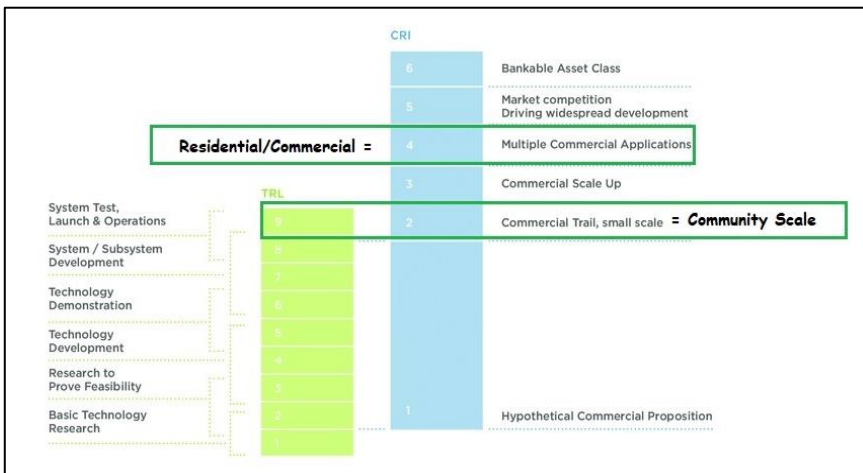 CRI
6
Bankable Asset Class
5
Market competition
Driving widespread development
Residential/Commercial =
4
Multiple Commercial Applications
3
Commercial Scale Up
TRL
System Test,
Launch & Operations
9
2
Commercial Trail, small scale = Community Scale
System / Subsystem
Development
8
7
Technology
Demonstration
6
Technology
Development
5
4
Research to
Prove Feasibility
3
Basic Technology
Research
2
1
1
Hypothetical Commercial Proposition